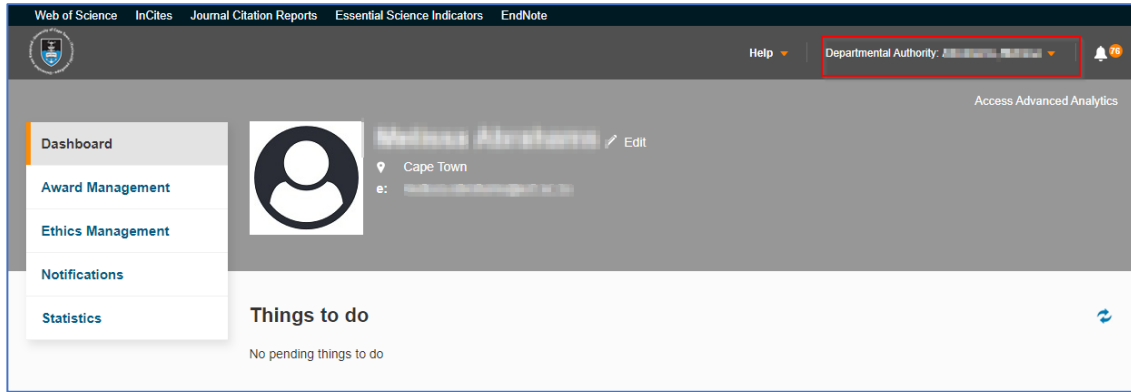 Web of Science InCites Journal Citation Reports Essential Science Indicators EndNote
Help Departmental Authority: 76
Access Advanced Analytics
Dashboard
Award Management
Ethics Management
Notifications
Statistics
Edit
Cape Town
e:
Things to do
No pending things to do